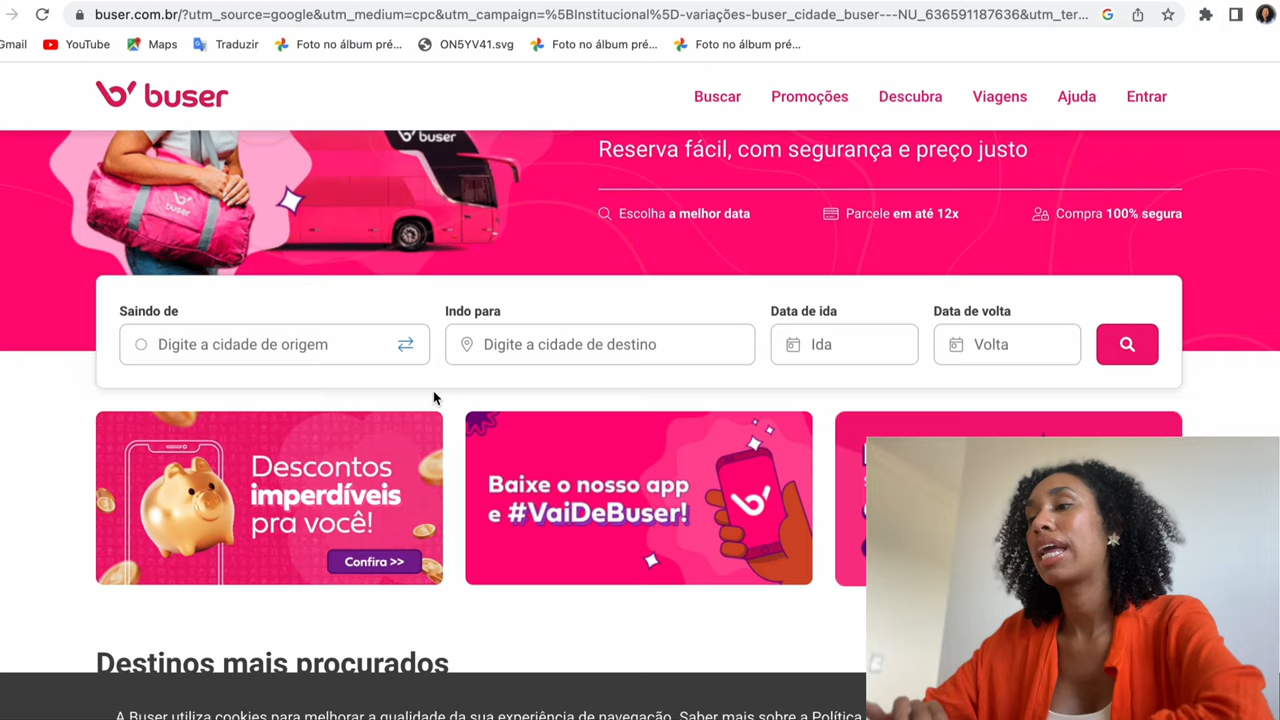 buser.com.br/?utm_source=google&utm_medium=cpc&utm_campaign=%5BInstitucional%5D-variações-buser_cidade_buser---NU_636591187636&utm_ter...
Gmail
YouTube
Maps
Traduzir
Foto no álbum pré...
ON5YV41.svg
Foto no álbum pré...
Foto no álbum pré...
buser
Buscar
Promoções
Descubra
Viagens
Ajuda
Entrar
buser
buser
Reserva fácil, com segurança e preço justo
Escolha a melhor data
Parcele em até 12x
Compra 100% segura
Saindo de
Digite a cidade de origem
Indo para
Digite a cidade de destino
Data de ida
Ida
Data de volta
Volta
Descontos
imperdíveis
pra você!
Confira >>
Baixe o nosso app
e #VaiDeBuser!
Destinos mais procurados
A Buser utiliza cookies para melhorar a qualidade da sua experiência de navegação. Saber mais sobre a Política